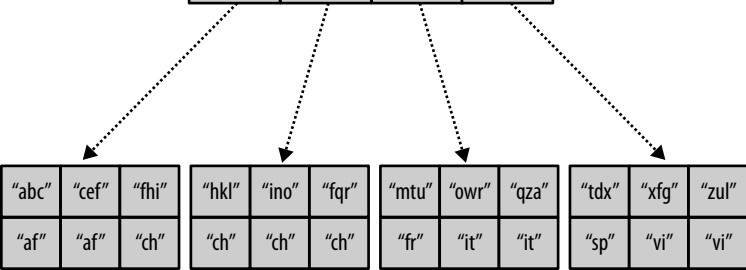 “abc” “cef” “fhi” “hkl” “ino” “fqr” “mtu” “owr” “qza” “tdx” “xfg” “zul”
“af” “af” “ch” “ch” “ch” “ch” “fr” “it” “it” “sp” “vi” “vi”